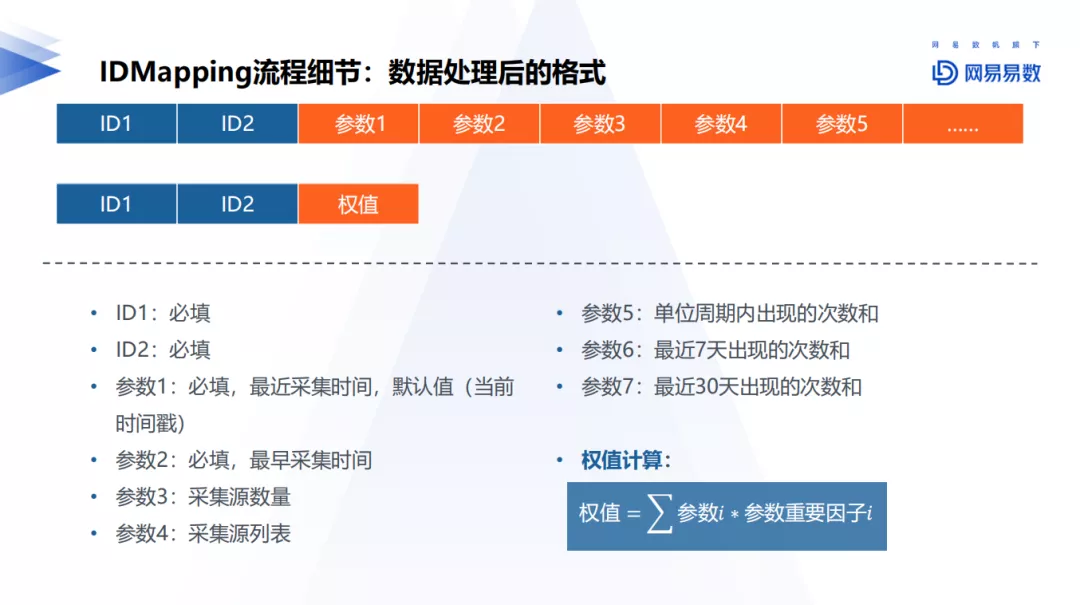 网易数帆旗下
IDMapping流程细节：数据处理后的格式
网易易数
ID1 ID2 参数1 参数2 参数3 参数4 参数5 ……
ID1 ID2 权值
• ID1：必填
• ID2：必填
• 参数1：必填，最近采集时间，默认值（当前
时间戳）
• 参数2：必填，最早采集时间
• 参数3：采集源数量
• 参数4：采集源列表
• 参数5：单位周期内出现的次数和
• 参数6：最近7天出现的次数和
• 参数7：最近30天出现的次数和
• 权值计算：
权值 = ∑ 参数i * 参数重要因子i